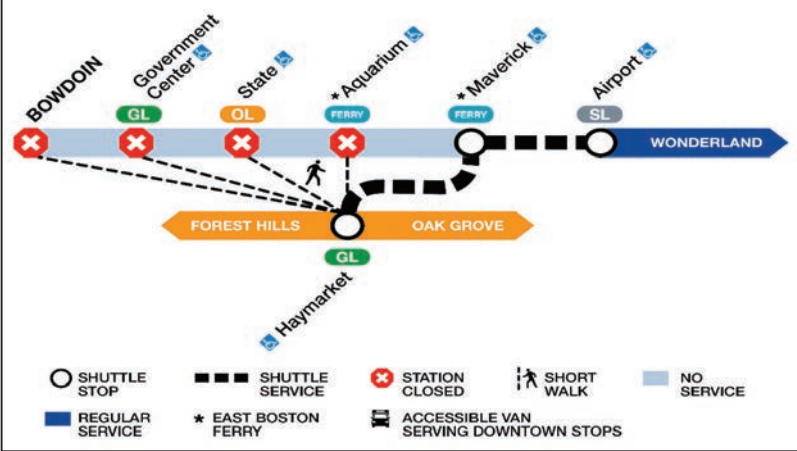 BOWDOIN
Government
Center
GL
State
OL
* Aquarium
FERRY
* Maverick
FERRY
Airport
SL
WONDERLAND
FOREST HILLS
OAK GROVE
GL
Haymarket
SHUTTLE
STOP
SHUTTLE
SERVICE
STATION
CLOSED
SHORT
WALK
NO
SERVICE
REGULAR
SERVICE
* EAST BOSTON
FERRY
ACCESSIBLE VAN
SERVING DOWNTOWN STOPS